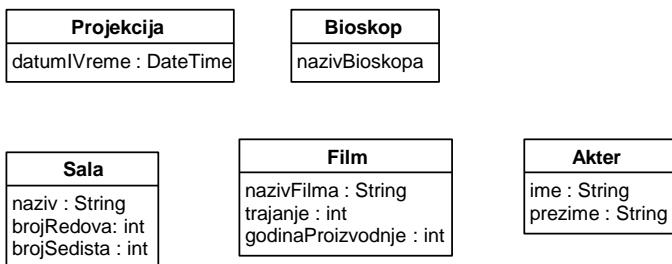 Projekcija
datumIVreme : DateTime
Bioskop
nazivBioskopa
Sala
naziv : String
brojRedova: int
brojSedista : int
Film
nazivFilma : String
trajanje : int
godinaProizvodnje : int
Akter
ime : String
prezime : String